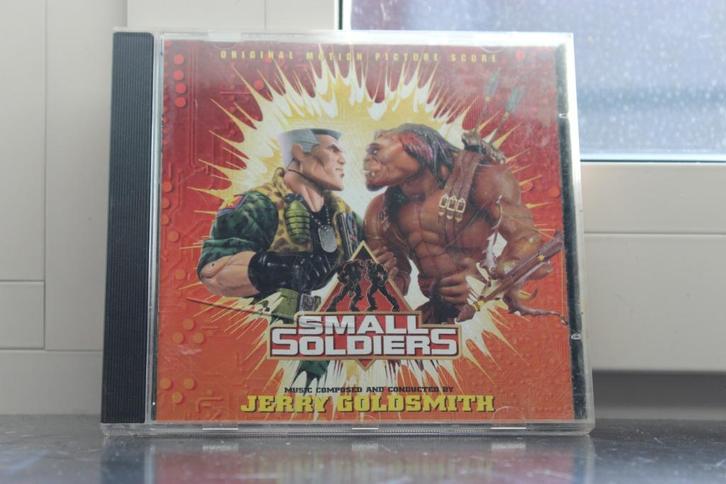 ORIGINAL MOTION PICTURE SCORE
SMALL
SOLDIERS
MUSIC COMPOSED AND CONDUCTED BY
JERRY GOLDSMITH